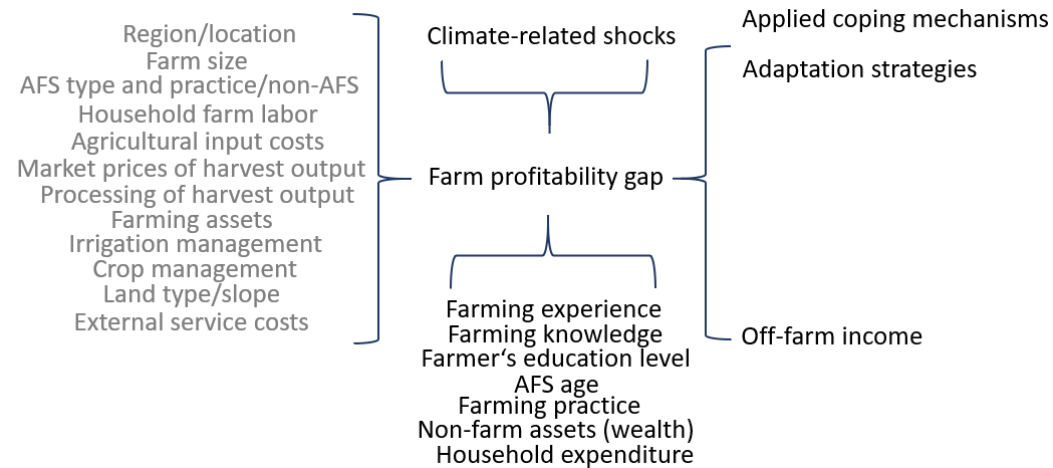 Region/location
Farm size
AFS type and practice/non-AFS
Household farm labor
Agricultural input costs
Market prices of harvest output
Processing of harvest output
Farming assets
Irrigation management
Crop management
Land type/slope
External service costs
Climate-related shocks
Farm profitability gap
Farming experience
Farming knowledge
Farmer‘s education level
AFS age
Farming practice
Non-farm assets (wealth)
Household expenditure
Applied coping mechanisms
Adaptation strategies
Off-farm income